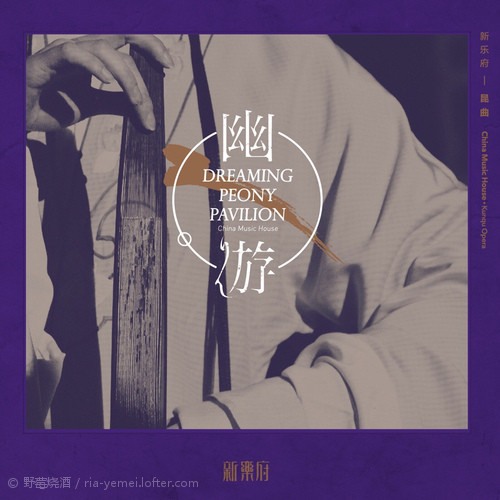 幽
DREAMING
PEONY
PAVILION
China Music House
游
新乐府 — 昆曲 China Music House • Kunqu Opera
新樂府
© 野莓烧酒 / ria-yemei.lofter.com